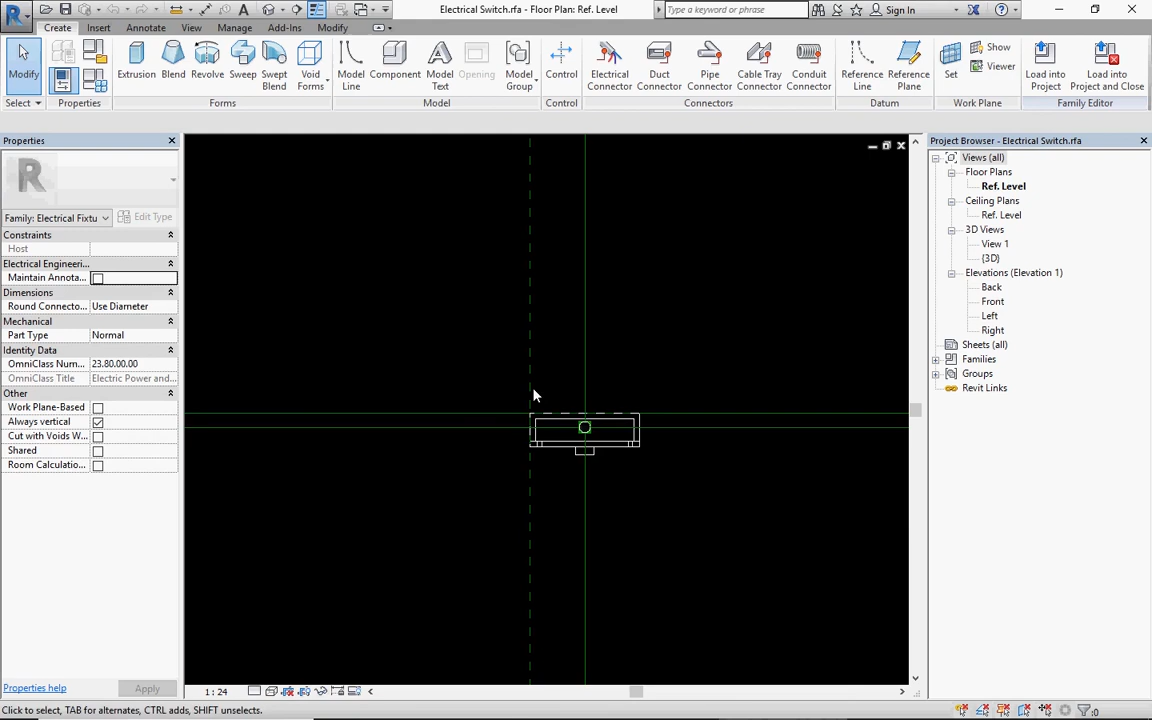 Electrical Switch.rfa - Floor Plan: Ref. Level
Type a keyword or phrase
Sign In
Create Insert Annotate View Manage Add-Ins Modify
Modify
Extrusion Blend Revolve Sweep Swept Blend Void Forms
Model Line Component Model Text Opening Model Group
Control
Electrical Connector Duct Connector Pipe Connector Cable Tray Connector Conduit Connector
Reference Line Reference Plane
Set Show Viewer
Load into Project Load into Project and Close
Select Properties Forms Model Control Connectors Datum Work Plane Family Editor
Properties
R
Family: Electrical Fixtu Edit Type
Constraints
Host
Electrical Engineeri...
Maintain Annota...
Dimensions
Round Connecto... Use Diameter
Mechanical
Part Type Normal
Identity Data
OmniClass Num... 23.80.00.00
OmniClass Title Electric Power and...
Other
Work Plane-Based
Always vertical
Cut with Voids W...
Shared
Room Calculatio...
Properties help Apply
Project Browser - Electrical Switch.rfa
Views (all)
Floor Plans
Ref. Level
Ceiling Plans
Ref. Level
3D Views
View 1
{3D}
Elevations (Elevation 1)
Back
Front
Left
Right
Sheets (all)
Families
Groups
Revit Links
1 : 24
Click to select, TAB for alternates, CTRL adds, SHIFT unselects.
:0